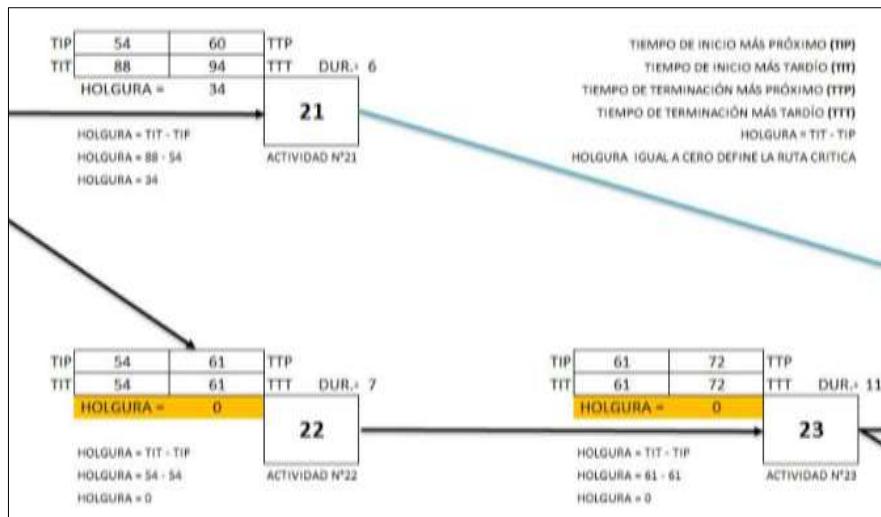 TIP 54 60 TTP
TIT 88 94 TTT DUR.= 6
HOLGURA = 34
21
HOLGURA = TIT - TIP
HOLGURA = 88 - 54
HOLGURA = 34
ACTIVIDAD N°21
TIEMPO DE INICIO MÁS PRÓXIMO (TIP)
TIEMPO DE INICIO MÁS TARDÍO (TIT)
TIEMPO DE TERMINACIÓN MÁS PRÓXIMO (TTP)
TIEMPO DE TERMINACIÓN MÁS TARDÍO (TTT)
HOLGURA = TIT - TIP
HOLGURA IGUAL A CERO DEFINE LA RUTA CRITICA
TIP 54 61 TTP
TIT 54 61 TTT DUR.= 7
HOLGURA = 0
22
HOLGURA = TIT - TIP
HOLGURA = 54 - 54
HOLGURA = 0
ACTIVIDAD N°22
TIP 61 72 TTP
TIT 61 72 TTT DUR.= 11
HOLGURA = 0
23
HOLGURA = TIT - TIP
HOLGURA = 61 - 61
HOLGURA = 0
ACTIVIDAD N°23